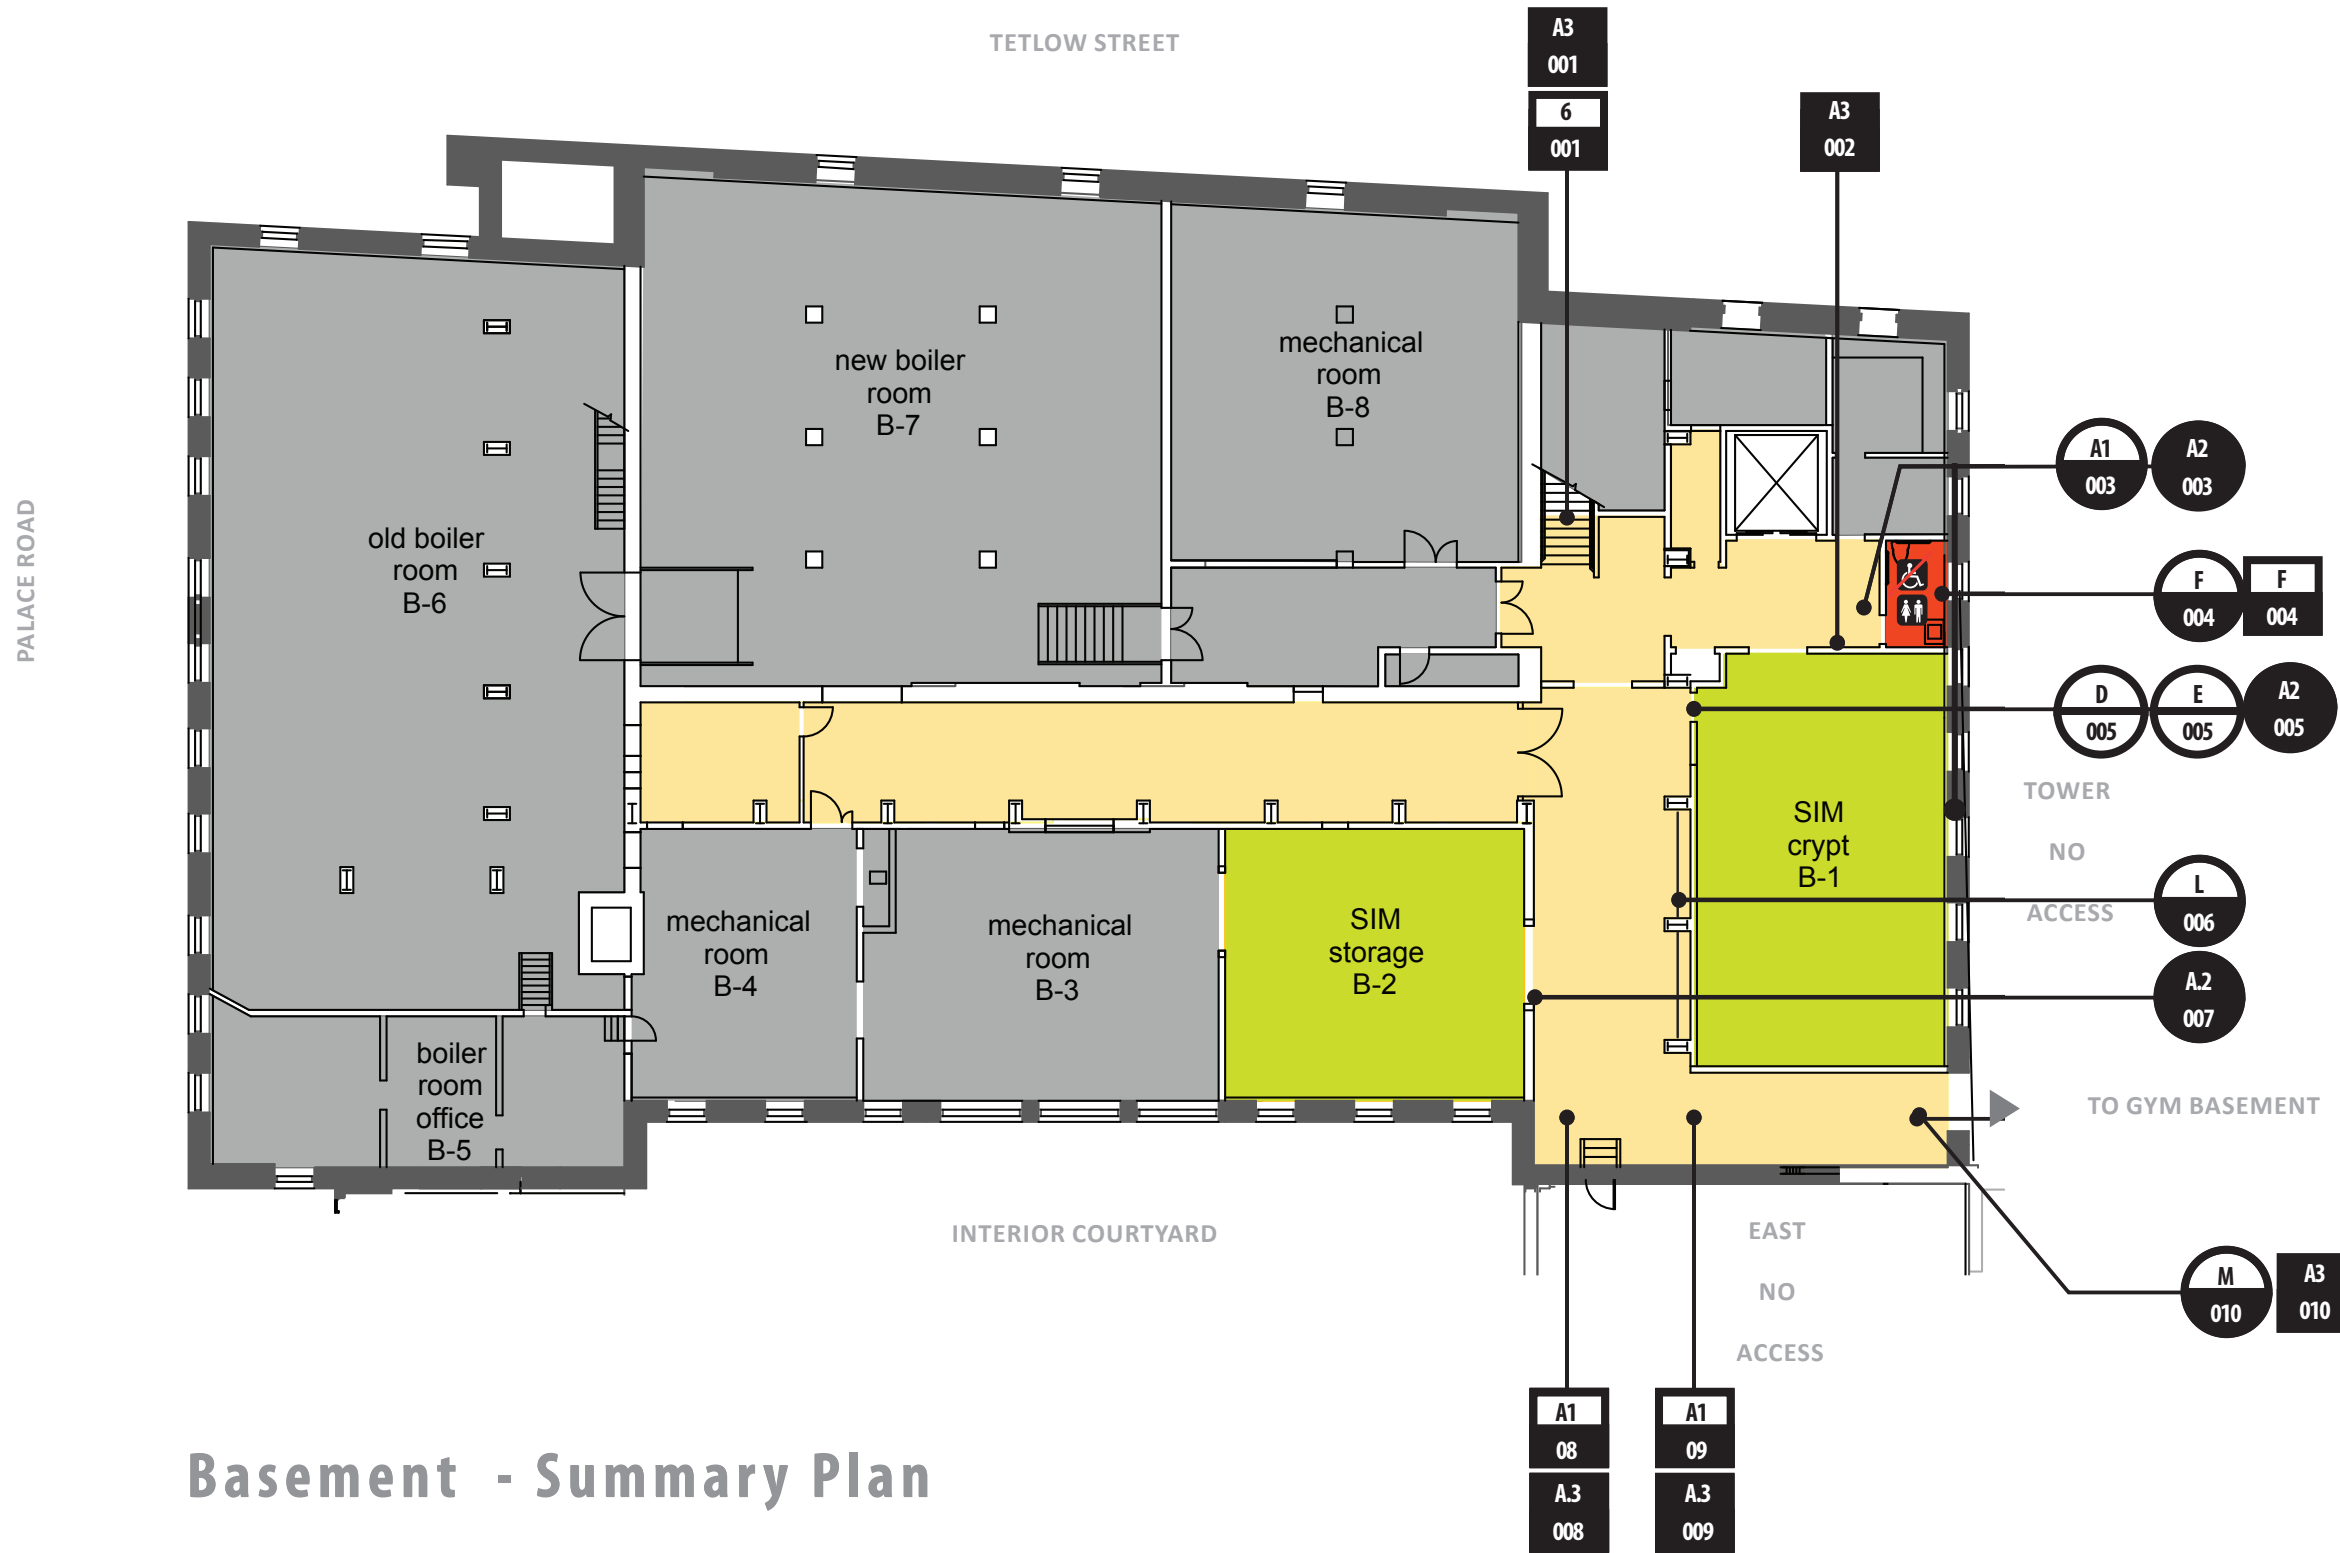 TETLOW STREET
A3
001
6
001
A3
002
PALACE ROAD
new boiler
room
B-7
mechanical
room
B-8
old boiler
room
B-6
A1
003
A2
003
F
004
F
004
D
005
E
005
A2
005
TOWER
NO
ACCESS
SIM
crypt
B-1
L
006
A.2
007
mechanical
room
B-4
mechanical
room
B-3
SIM
storage
B-2
boiler
room
office
B-5
TO GYM BASEMENT
INTERIOR COURTYARD
EAST
NO
ACCESS
M
010
A3
010
A1
08
A.3
008
A1
09
A.3
009
Basement - Summary Plan